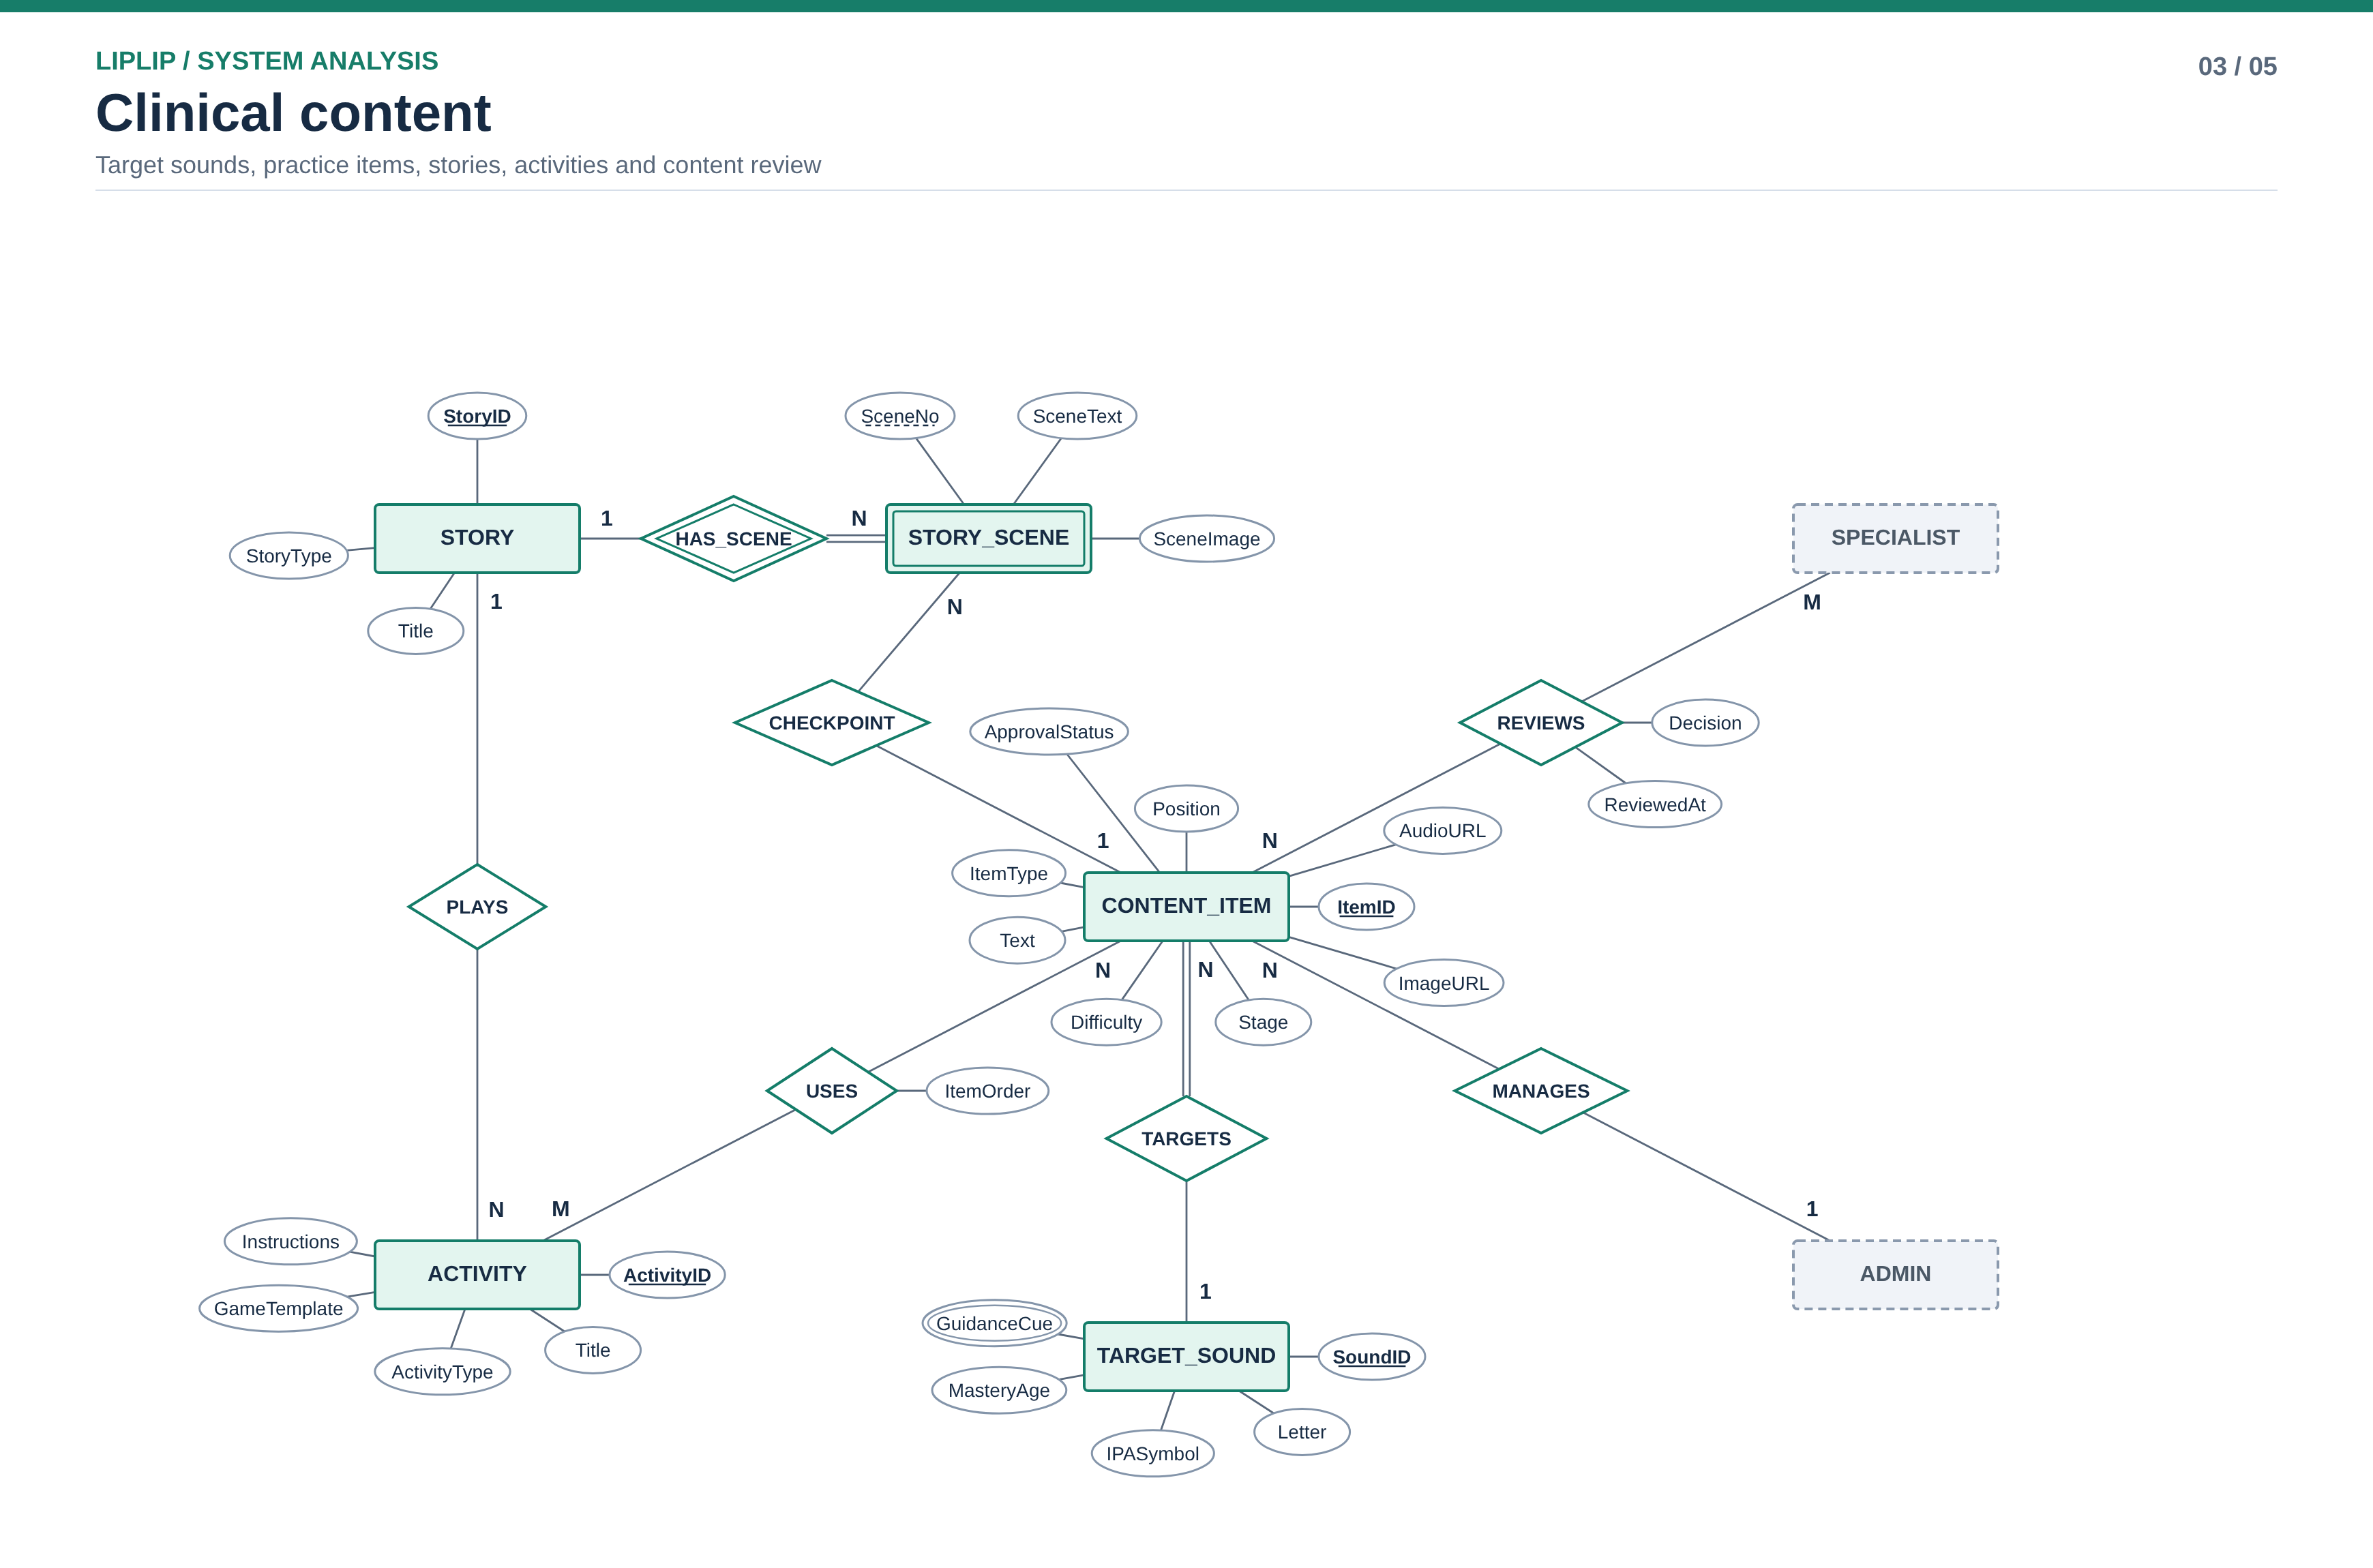 LIPLIP / SYSTEM ANALYSIS
03 / 05
Clinical content
Target sounds, practice items, stories, activities and content review
StoryID
SceneNo
SceneText
STORY
1
HAS_SCENE
N
STORY_SCENE
SceneImage
SPECIALIST
StoryType
1
N
M
Title
CHECKPOINT
ApprovalStatus
REVIEWS
Decision
Position
ReviewedAt
AudioURL
1
N
ItemType
PLAYS
CONTENT_ITEM
ItemID
Text
N
N
N
ImageURL
Difficulty
Stage
USES
ItemOrder
MANAGES
TARGETS
N
M
1
Instructions
ACTIVITY
ActivityID
ADMIN
GameTemplate
1
GuidanceCue
Title
TARGET_SOUND
SoundID
ActivityType
MasteryAge
Letter
IPASymbol